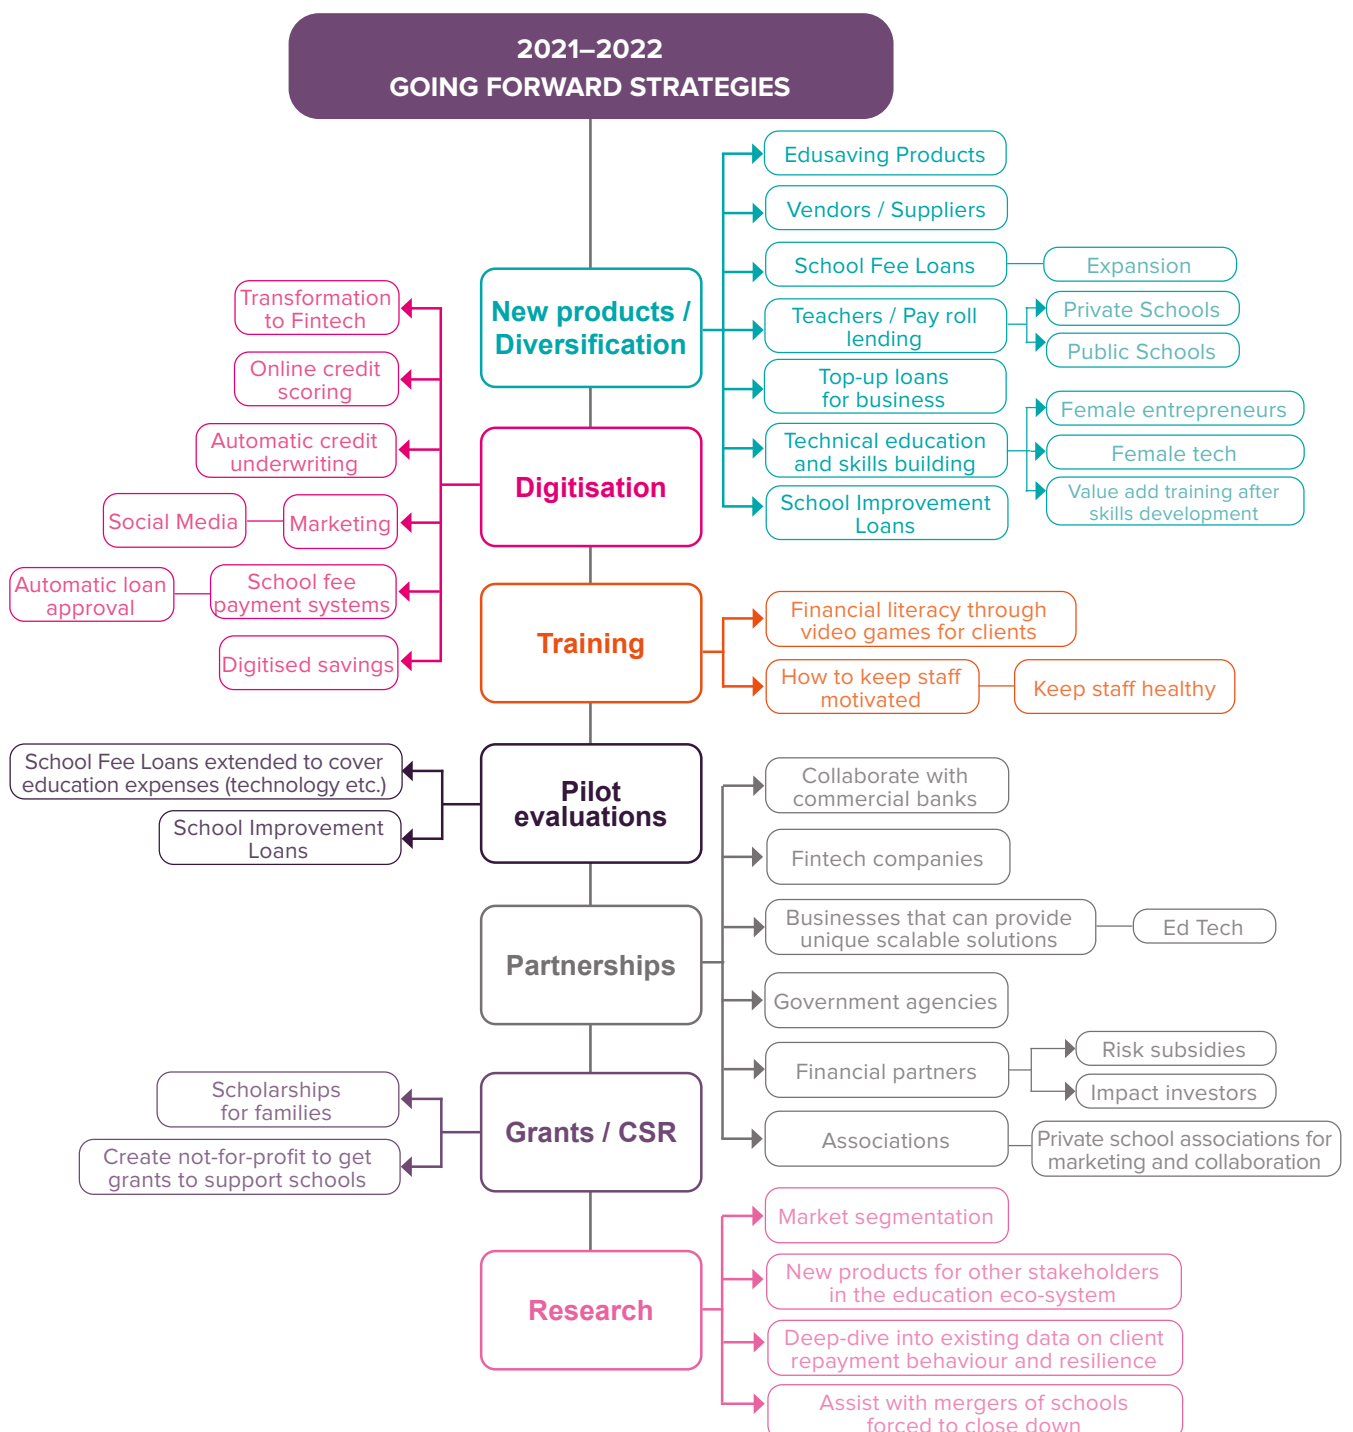 2021–2022
GOING FORWARD STRATEGIES
New products /
Diversification
Edusaving Products
Vendors / Suppliers
School Fee Loans
Expansion
Teachers / Pay roll
lending
Private Schools
Public Schools
Top-up loans
for business
Technical education
and skills building
Female entrepreneurs
Female tech
Value add training after
skills development
School Improvement
Loans
Digitisation
Transformation
to Fintech
Online credit
scoring
Automatic credit
underwriting
Marketing
Social Media
School fee
payment systems
Automatic loan
approval
Digitised savings
Training
Financial literacy through
video games for clients
How to keep staff
motivated
Keep staff healthy
Pilot
evaluations
School Fee Loans extended to cover
education expenses (technology etc.)
School Improvement
Loans
Partnerships
Collaborate with
commercial banks
Fintech companies
Businesses that can provide
unique scalable solutions
Ed Tech
Government agencies
Financial partners
Risk subsidies
Impact investors
Associations
Private school associations for
marketing and collaboration
Grants / CSR
Scholarships
for families
Create not-for-profit to get
grants to support schools
Research
Market segmentation
New products for other stakeholders
in the education eco-system
Deep-dive into existing data on client
repayment behaviour and resilience
Assist with mergers of schools
forced to close down